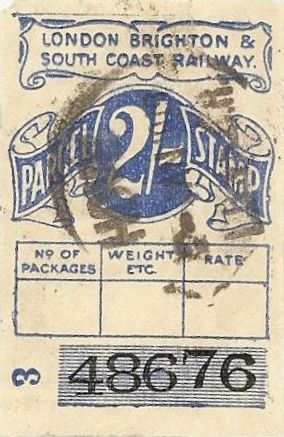 LONDON BRIGHTON &
SOUTH COAST RAILWAY.
PARCEL 2/- STAMP
Nº OF PACKAGES WEIGHT ETC. RATE
3 48676